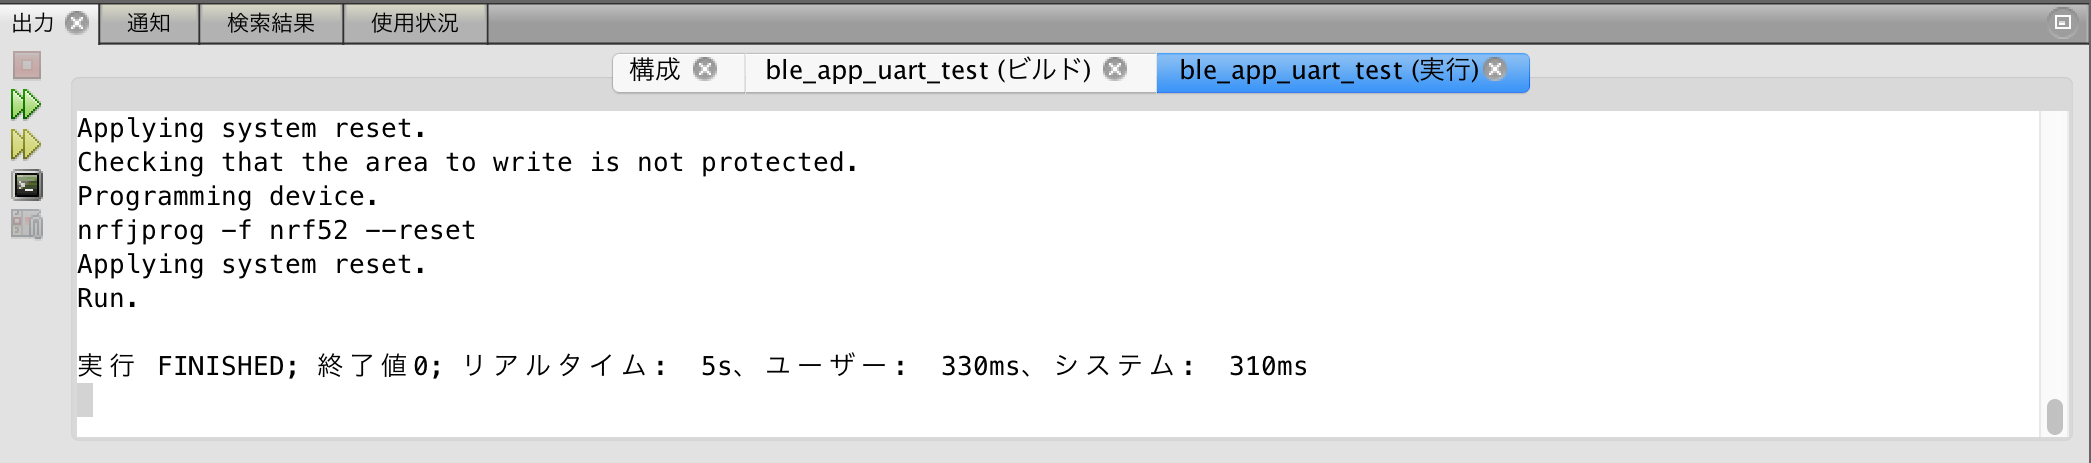 出力
通知
検索結果
使用状況
構成
ble_app_uart_test (ビルド)
ble_app_uart_test (実行)
Applying system reset.
Checking that the area to write is not protected.
Programming device.
nrfjprog -f nrf52 --reset
Applying system reset.
Run.
実行 FINISHED; 終了値0; リアルタイム: 5s、ユーザー: 330ms、システム: 310ms